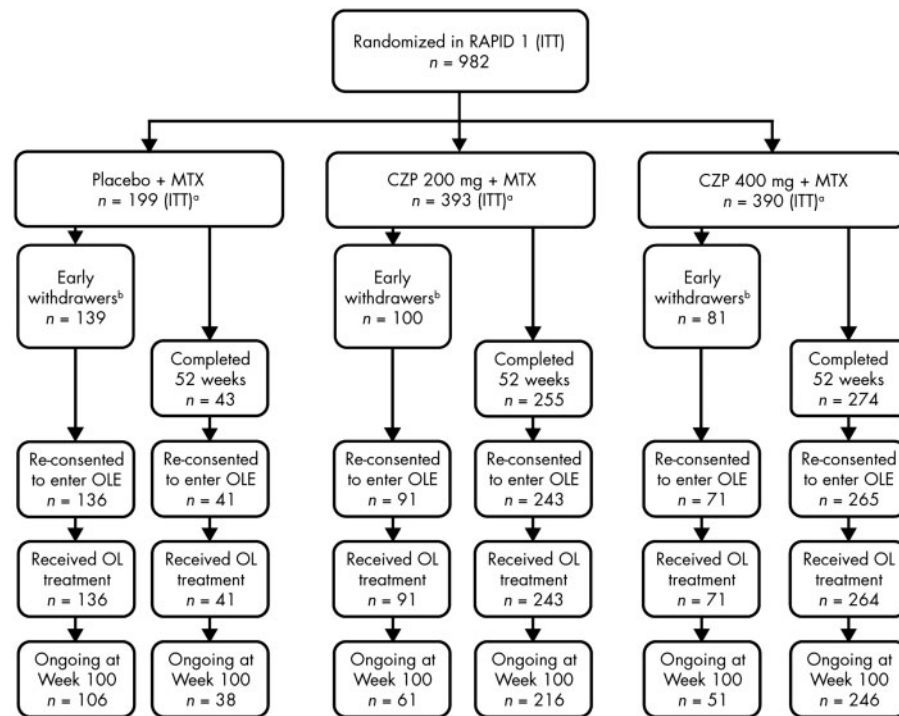 Randomized in RAPID 1 (ITT)
n = 982
Placebo + MTX
n = 199 (ITT)ᵃ
CZP 200 mg + MTX
n = 393 (ITT)ᵃ
CZP 400 mg + MTX
n = 390 (ITT)ᵃ
Early
withdrawersᵇ
n = 139
Early
withdrawersᵇ
n = 100
Early
withdrawersᵇ
n = 81
Completed
52 weeks
n = 43
Completed
52 weeks
n = 255
Completed
52 weeks
n = 274
Re-consented
to enter OLE
n = 136
Re-consented
to enter OLE
n = 41
Re-consented
to enter OLE
n = 91
Re-consented
to enter OLE
n = 243
Re-consented
to enter OLE
n = 71
Re-consented
to enter OLE
n = 265
Received OL
treatment
n = 136
Received OL
treatment
n = 41
Received OL
treatment
n = 91
Received OL
treatment
n = 243
Received OL
treatment
n = 71
Received OL
treatment
n = 264
Ongoing at
Week 100
n = 106
Ongoing at
Week 100
n = 38
Ongoing at
Week 100
n = 61
Ongoing at
Week 100
n = 216
Ongoing at
Week 100
n = 51
Ongoing at
Week 100
n = 246